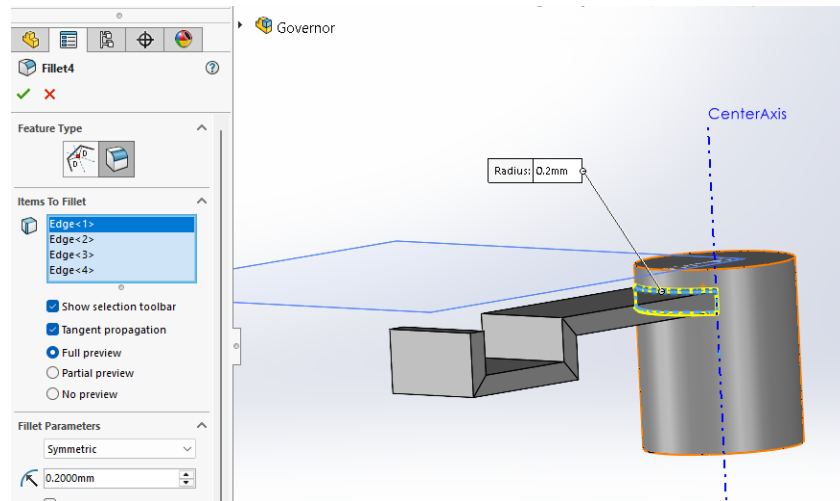 Governor
Fillet4
Feature Type
Items To Fillet
Edge<1>
Edge<2>
Edge<3>
Edge<4>
Show selection toolbar
Tangent propagation
Full preview
Partial preview
No preview
Fillet Parameters
Symmetric
0.2000mm
CenterAxis
Radius: 0.2mm